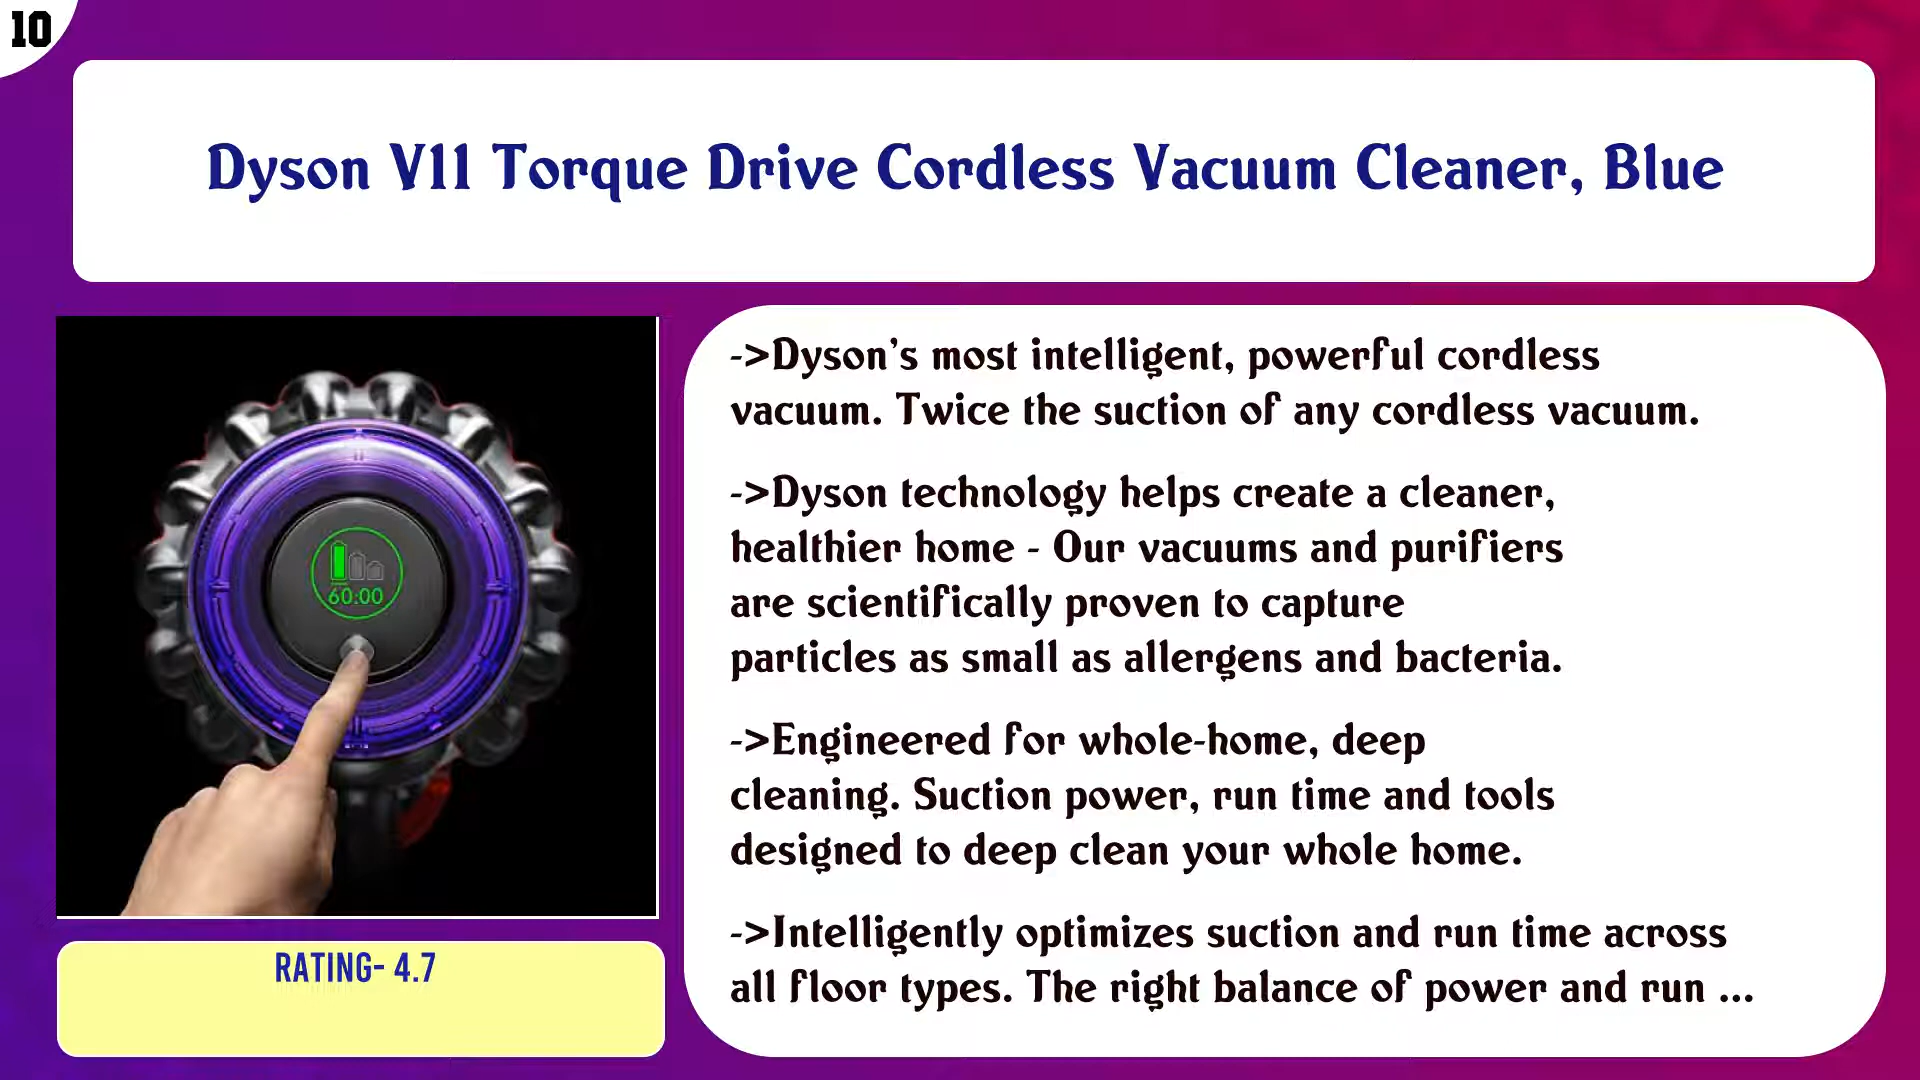 10
Dyson V11 Torque Drive Cordless Vacuum Cleaner, Blue
->Dyson's most intelligent, powerful cordless
vacuum. Twice the suction of any cordless vacuum.
->Dyson technology helps create a cleaner,
healthier home - Our vacuums and purifiers
are scientifically proven to capture
particles as small as allergens and bacteria.
->Engineered for whole-home, deep
cleaning. Suction power, run time and tools
designed to deep clean your whole home.
->Intelligently optimizes suction and run time across
all floor types. The right balance of power and run ...
60:00
RATING- 4.7